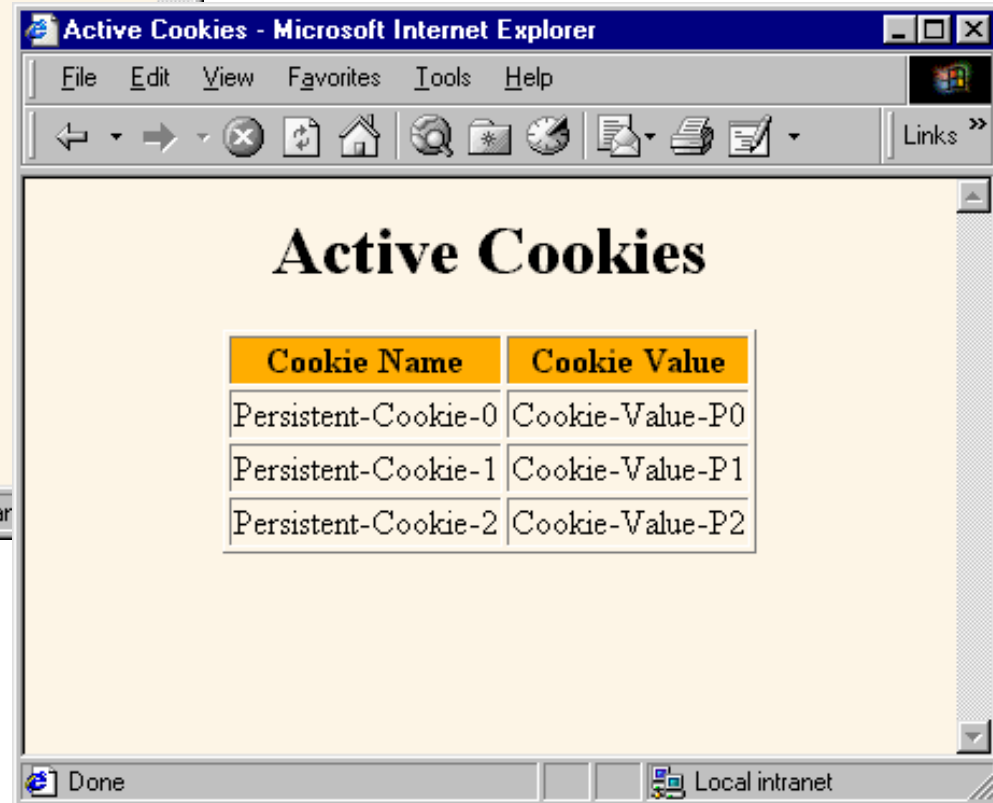 Active Cookies - Microsoft Internet Explorer
File Edit View Favorites Tools Help
Links »
Active Cookies
Cookie Name Cookie Value
Persistent-Cookie-0 Cookie-Value-P0
Persistent-Cookie-1 Cookie-Value-P1
Persistent-Cookie-2 Cookie-Value-P2
Done Local intranet